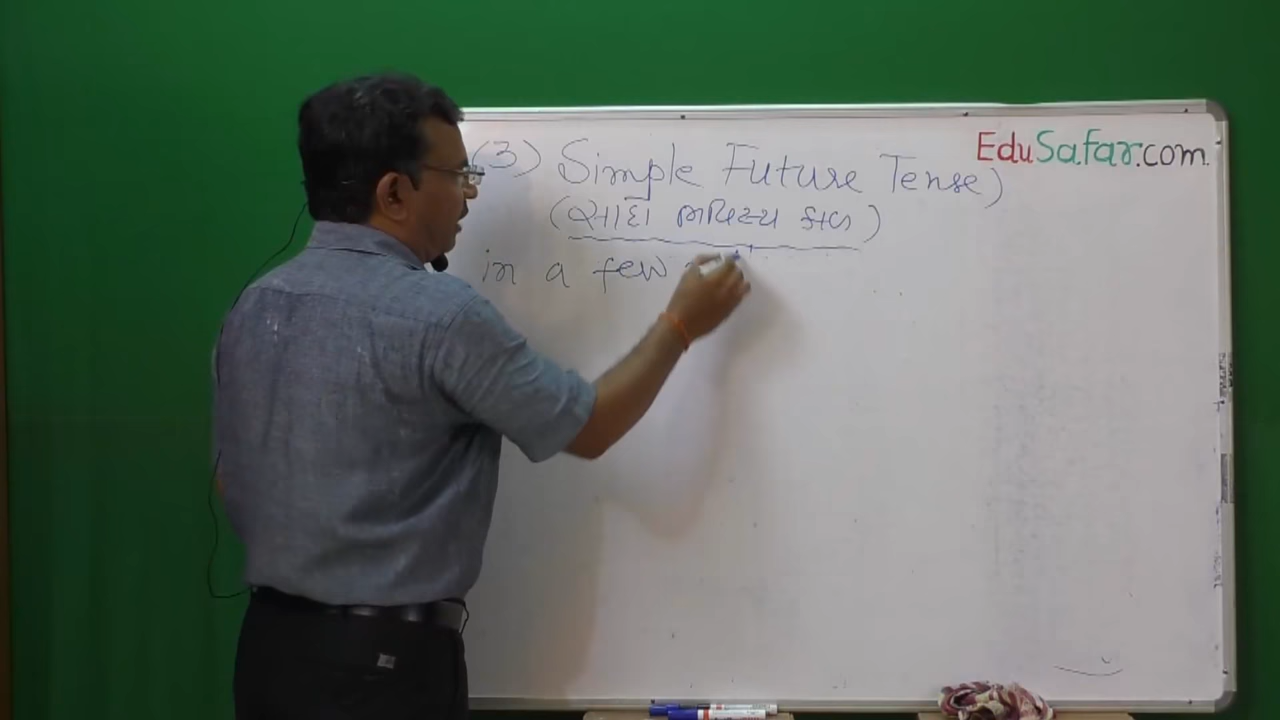 EduSafar.com
(3) Simple Future Tense)
(સાદો ભવિષ્ય કાળ)
in a few